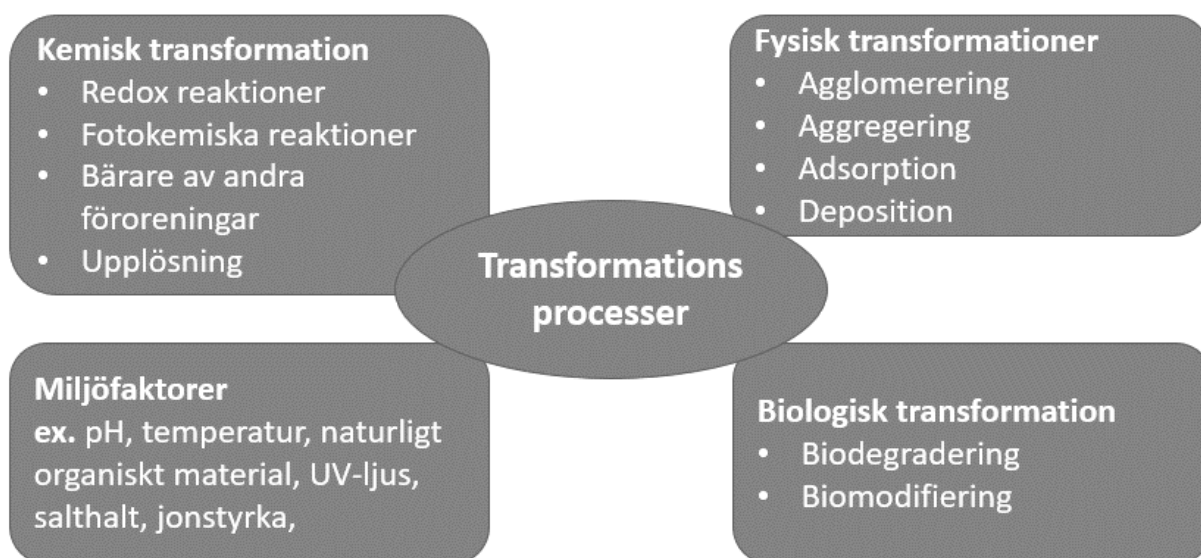 Kemisk transformation
• Redox reaktioner
• Fotokemiska reaktioner
• Bärare av andra
föroreningar
• Upplösning
Fysisk transformationer
• Agglomerering
• Aggregering
• Adsorption
• Deposition
Transformations
processer
Miljöfaktorer
ex. pH, temperatur, naturligt
organiskt material, UV-ljus,
salthalt, jonstyrka,
Biologisk transformation
• Biodegradering
• Biomodifiering